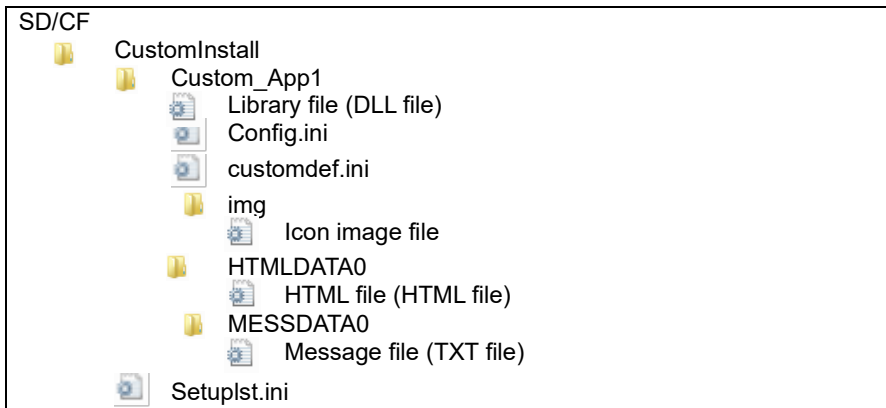 SD/CF
CustomInstall
Custom_App1
Library file (DLL file)
Config.ini
customdef.ini
img
Icon image file
HTMLDATA0
HTML file (HTML file)
MESSDATA0
Message file (TXT file)
Setuplst.ini